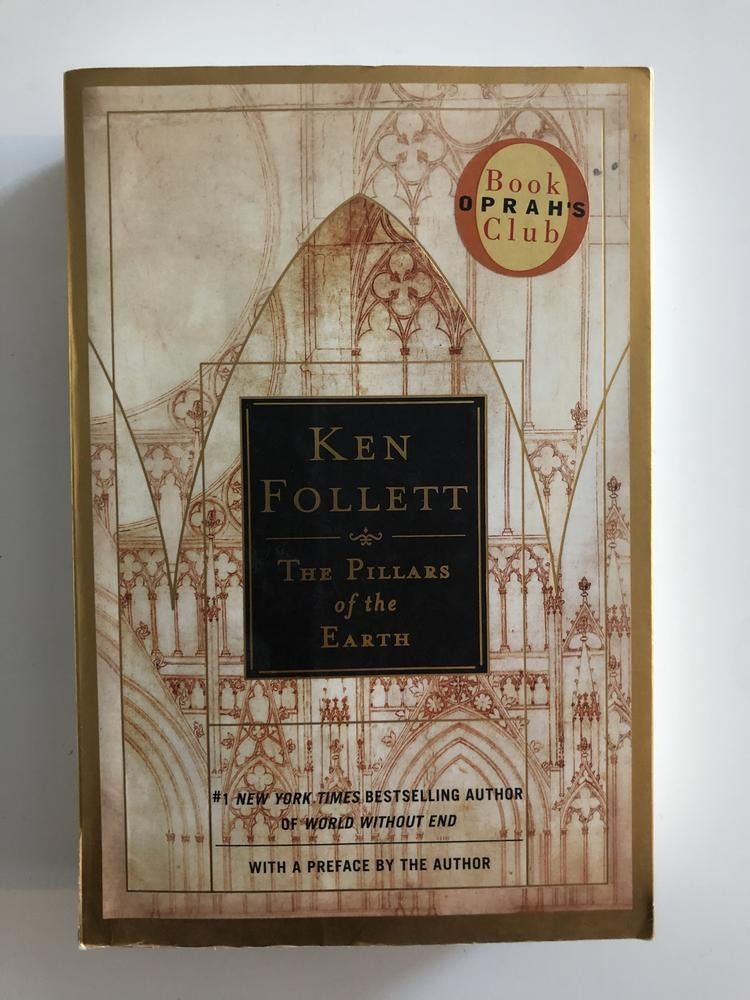 Book
OPRAH'S
Club
KEN
FOLLETT
THE PILLARS
of the
EARTH
#1 NEW YORK TIMES BESTSELLING AUTHOR
OF WORLD WITHOUT END
WITH A PREFACE BY THE AUTHOR